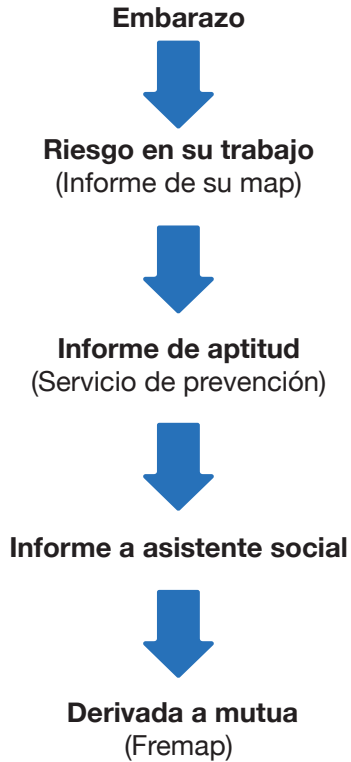 Embarazo
Riesgo en su trabajo
(Informe de su map)
Informe de aptitud
(Servicio de prevención)
Informe a asistente social
Derivada a mutua
(Fremap)